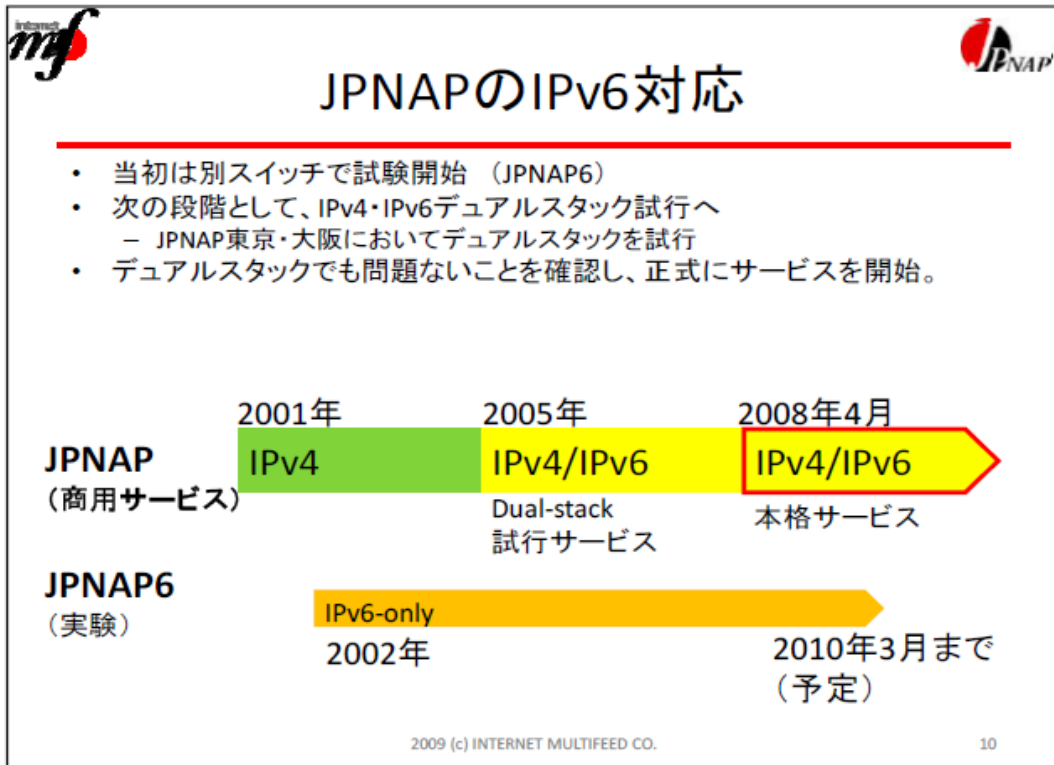 internet
mf
JPNAP
JPNAPのIPv6対応
• 当初は別スイッチで試験開始 （JPNAP6）
• 次の段階として、IPv4・IPv6デュアルスタック試行へ
– JPNAP東京・大阪においてデュアルスタックを試行
• デュアルスタックでも問題ないことを確認し、正式にサービスを開始。
2001年 2005年 2008年4月
JPNAP
（商用サービス）
IPv4 IPv4/IPv6 IPv4/IPv6
Dual-stack
試行サービス
本格サービス
JPNAP6
（実験）
IPv6-only
2002年
2010年3月まで
（予定）
2009 (c) INTERNET MULTIFEED CO. 10